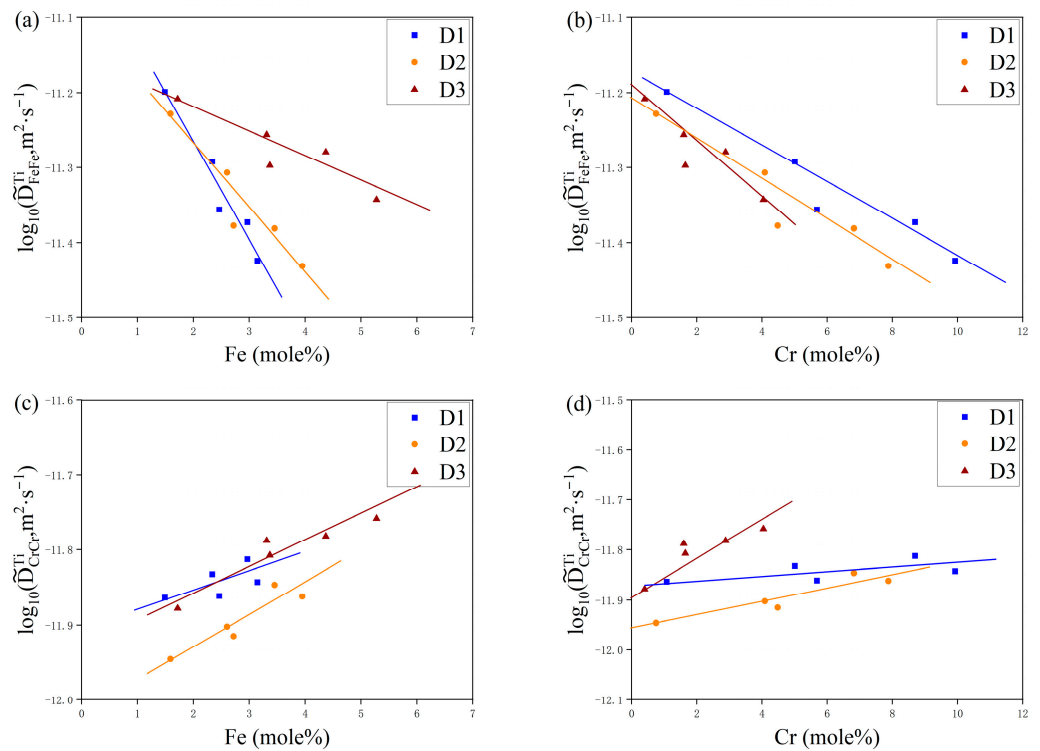 (a)
-11.1
-11.2
-11.3
-11.4
-11.5
log₁₀(D̃ᵀⁱFeFe,m²·s⁻¹)
D1
D2
D3
0 1 2 3 4 5 6 7
Fe (mole%)
(b)
-11.1
-11.2
-11.3
-11.4
-11.5
log₁₀(D̃ᵀⁱFeFe,m²·s⁻¹)
D1
D2
D3
0 2 4 6 8 10 12
Cr (mole%)
(c)
-11.6
-11.7
-11.8
-11.9
-12.0
log₁₀(D̃ᵀⁱCrCr,m²·s⁻¹)
D1
D2
D3
0 1 2 3 4 5 6 7
Fe (mole%)
(d)
-11.5
-11.6
-11.7
-11.8
-11.9
-12.0
-12.1
log₁₀(D̃ᵀⁱCrCr,m²·s⁻¹)
D1
D2
D3
0 2 4 6 8 10 12
Cr (mole%)